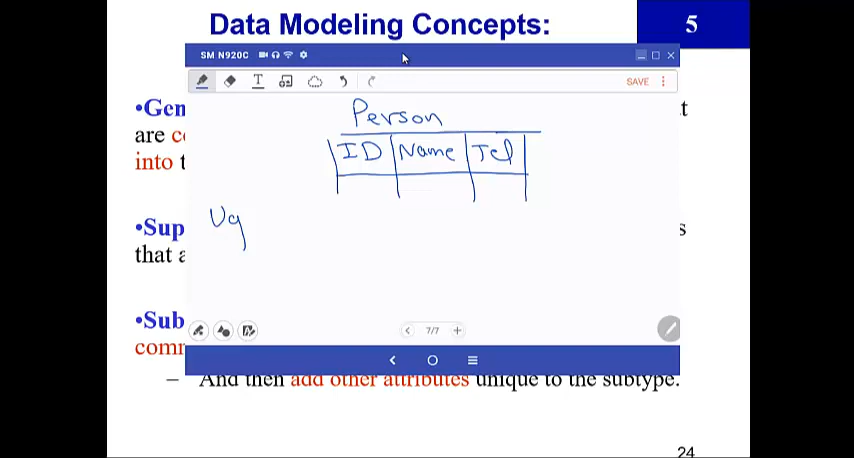 Data Modeling Concepts:
5
SM N920C
T
SAVE
Person
•Gen
t
are c
ID Name Tel
into t
Ug
•Sup
s
that a
•Sub
7/7
comm
– And then add other attributes unique to the subtype.
24